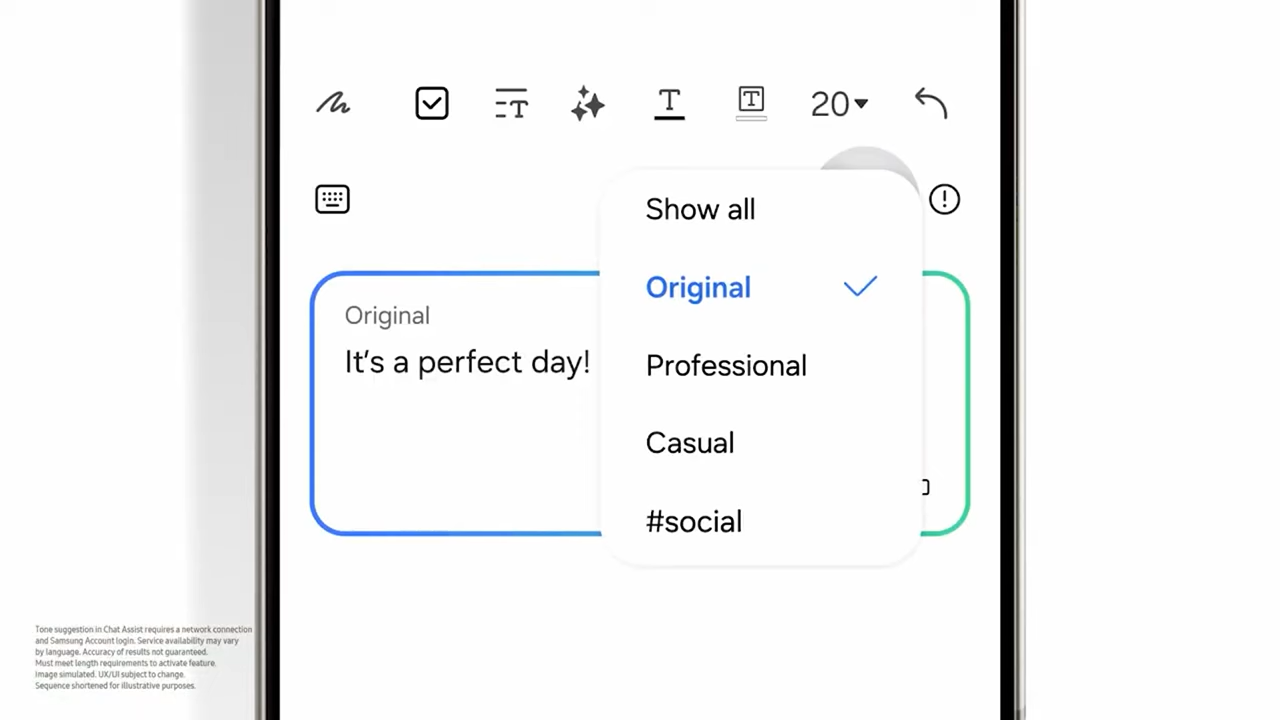 20
Show all
Original
Professional
Casual
#social
Original
It's a perfect day!
Tone suggestion in Chat Assist requires a network connection
and Samsung Account login. Service availability may vary
by language. Accuracy of results not guaranteed.
Must meet length requirements to activate feature.
Image simulated. UX/UI subject to change.
Sequence shortened for illustrative purposes.